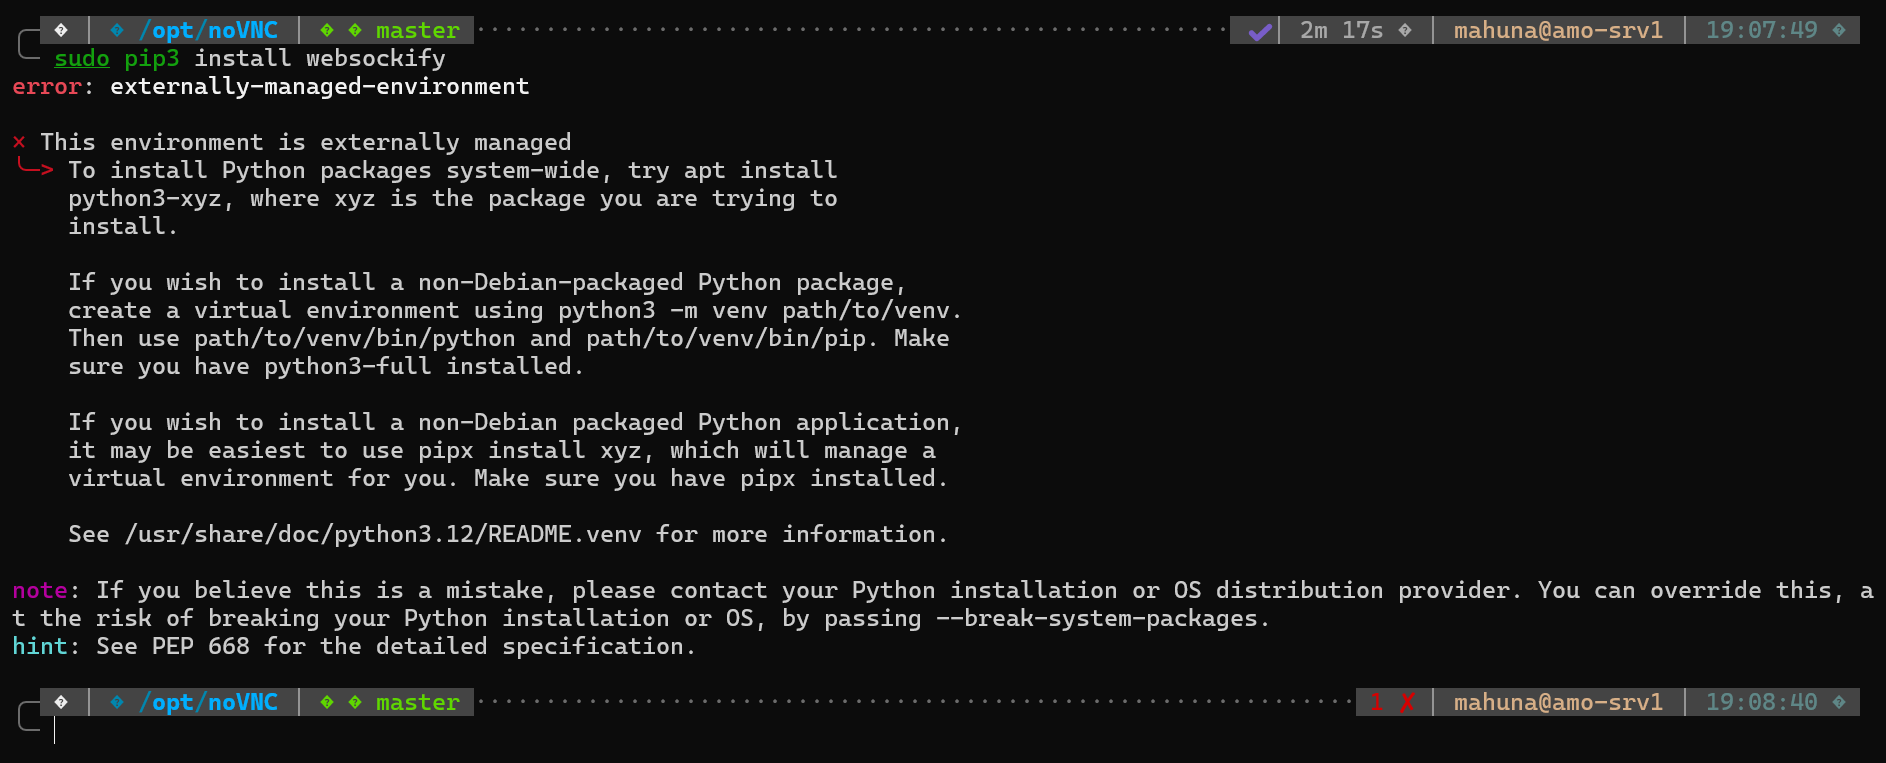 � │ � /opt/noVNC │ � � master ··························· ✔ │ 2m 17s � │ mahuna@amo-srv1 │ 19:07:49 �
sudo pip3 install websockify
error: externally-managed-environment
× This environment is externally managed
╰─> To install Python packages system-wide, try apt install
python3-xyz, where xyz is the package you are trying to
install.
If you wish to install a non-Debian-packaged Python package,
create a virtual environment using python3 -m venv path/to/venv.
Then use path/to/venv/bin/python and path/to/venv/bin/pip. Make
sure you have python3-full installed.
If you wish to install a non-Debian packaged Python application,
it may be easiest to use pipx install xyz, which will manage a
virtual environment for you. Make sure you have pipx installed.
See /usr/share/doc/python3.12/README.venv for more information.
note: If you believe this is a mistake, please contact your Python installation or OS distribution provider. You can override this, a
t the risk of breaking your Python installation or OS, by passing --break-system-packages.
hint: See PEP 668 for the detailed specification.
� │ � /opt/noVNC │ � � master ··························· 1 ✘ │ mahuna@amo-srv1 │ 19:08:40 �